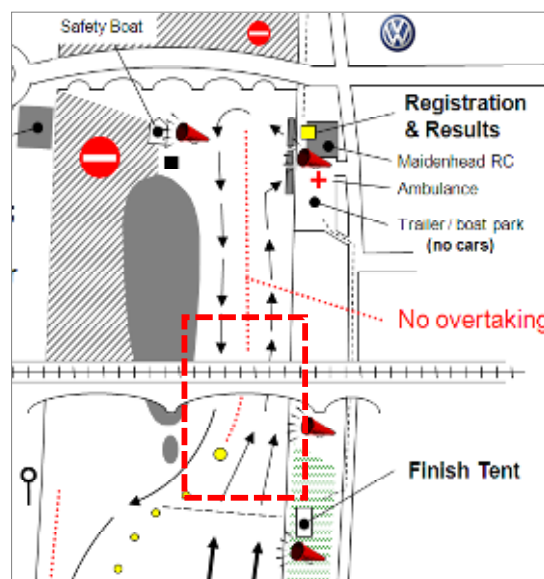 Safety Boat
Registration
& Results
Maidenhead RC
Ambulance
Trailer / boat park
(no cars)
No overtaking
Finish Tent